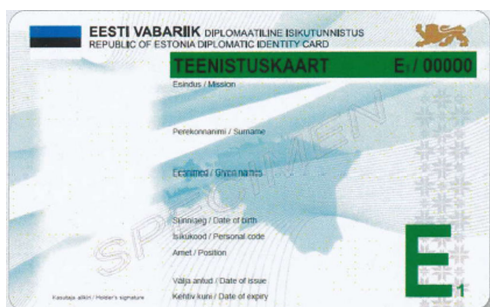 EESTI VABARIIK DIPLOMAATILINE ISIKUTUNNISTUS
REPUBLIC OF ESTONIA DIPLOMATIC IDENTITY CARD
TEENISTUSKAART E1 / 00000
Esindus / Mission
Perekonnanimi / Surname
Eesnimed / Given names
SPECIMEN
Sünniaeg / Date of birth
Isikukood / Personal code
Amet / Position
Välja antud / Date of issue
Kasutaja allkiri / Holder's signature
Kehtiv kuni / Date of expiry
E1